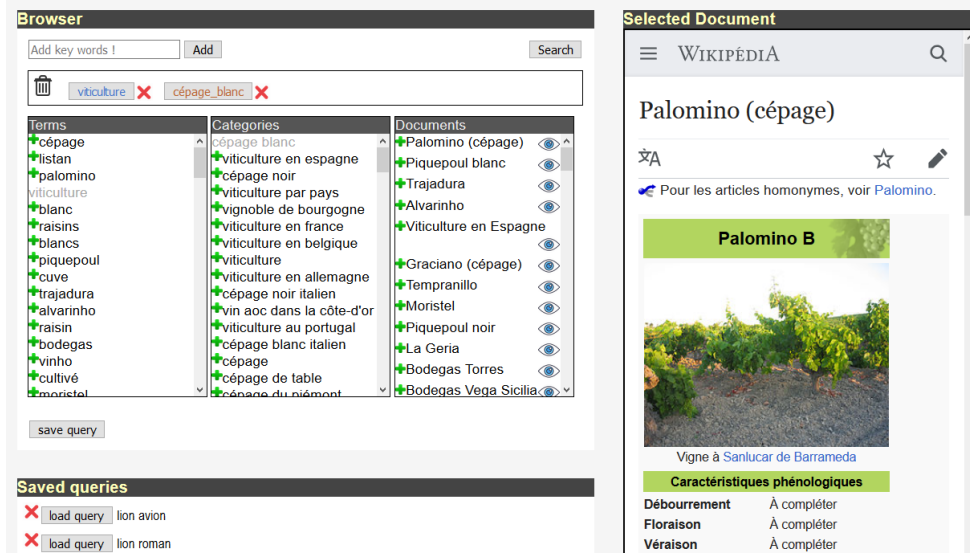 Browser
Add key words !
Add
Search
viticulture
cépage_blanc
Terms
cépage
listan
palomino
viticulture
blanc
raisins
blancs
piquepoul
cuve
trajadura
alvarinho
raisin
bodegas
vinho
cultivé
moristel
Categories
cépage blanc
viticulture en espagne
cépage noir
viticulture par pays
vignoble de bourgogne
viticulture en france
viticulture en belgique
viticulture
viticulture en allemagne
cépage noir italien
vin aoc dans la côte-d'or
viticulture au portugal
cépage blanc italien
cépage
cépage de table
cépage du piémont
Documents
Palomino (cépage)
Piquepoul blanc
Trajadura
Alvarinho
Viticulture en Espagne
Graciano (cépage)
Tempranillo
Moristel
Piquepoul noir
La Geria
Bodegas Torres
Bodegas Vega Sicilia
save query
Saved queries
load query lion avion
load query lion roman
Selected Document
WIKIPÉDIA
Palomino (cépage)
Pour les articles homonymes, voir Palomino.
Palomino B
Vigne à Sanlucar de Barrameda
Caractéristiques phénologiques
Débourrement À compléter
Floraison À compléter
Véraison À compléter